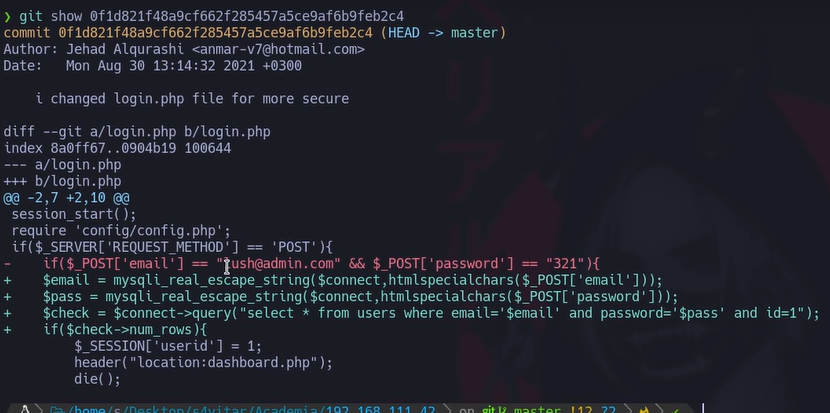 ❯ git show 0f1d821f48a9cf662f285457a5ce9af6b9feb2c4
commit 0f1d821f48a9cf662f285457a5ce9af6b9feb2c4 (HEAD -> master)
Author: Jehad Alqurashi <anmar-v7@hotmail.com>
Date:   Mon Aug 30 13:14:32 2021 +0300

    i changed login.php file for more secure

diff --git a/login.php b/login.php
index 8a0ff67..0904b19 100644
--- a/login.php
+++ b/login.php
@@ -2,7 +2,10 @@
 session_start();
 require 'config/config.php';
 if($_SERVER['REQUEST_METHOD'] == 'POST'){
-    if($_POST['email'] == " && $_POST['password'] == "321"){
+    $email = mysqli_real_escape_string($connect,htmlspecialchars($_POST['email']));
+    $pass = mysqli_real_escape_string($connect,htmlspecialchars($_POST['password']));
+    $check = $connect->query("select * from users where email='$email' and password='$pass' and id=1");
+    if($check->num_rows){
         $_SESSION['userid'] = 1;
         header("location:dashboard.php");
         die();
/home/s/Desktop/s4vitar/Academia/192.168.111.42 on git master !12 ?2